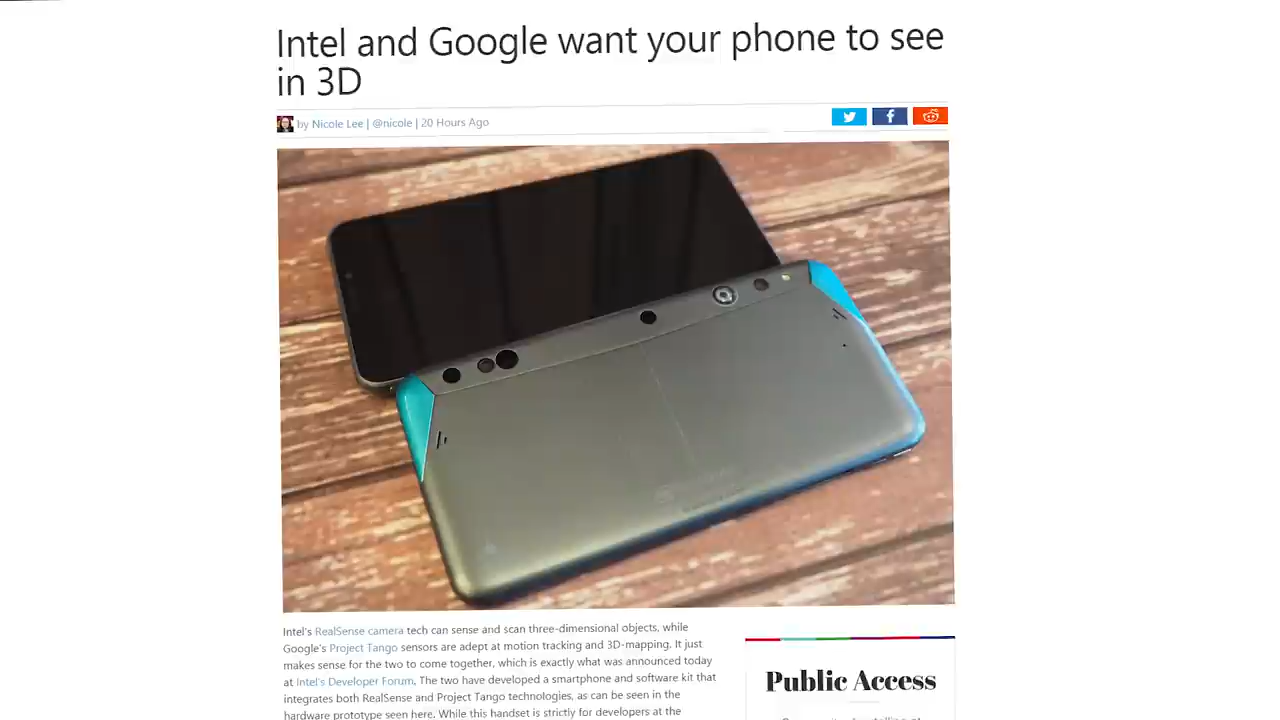 Intel and Google want your phone to see
in 3D
by Nicole Lee | @nicole | 20 Hours Ago
Intel's RealSense camera tech can sense and scan three-dimensional objects, while
Google's Project Tango sensors are adept at motion tracking and 3D-mapping. It just
makes sense for the two to come together, which is exactly what was announced today
at Intel's Developer Forum. The two have developed a smartphone and software kit that
integrates both RealSense and Project Tango technologies, as can be seen in the
hardware prototype seen here. While this handset is strictly for developers at the
Public Access